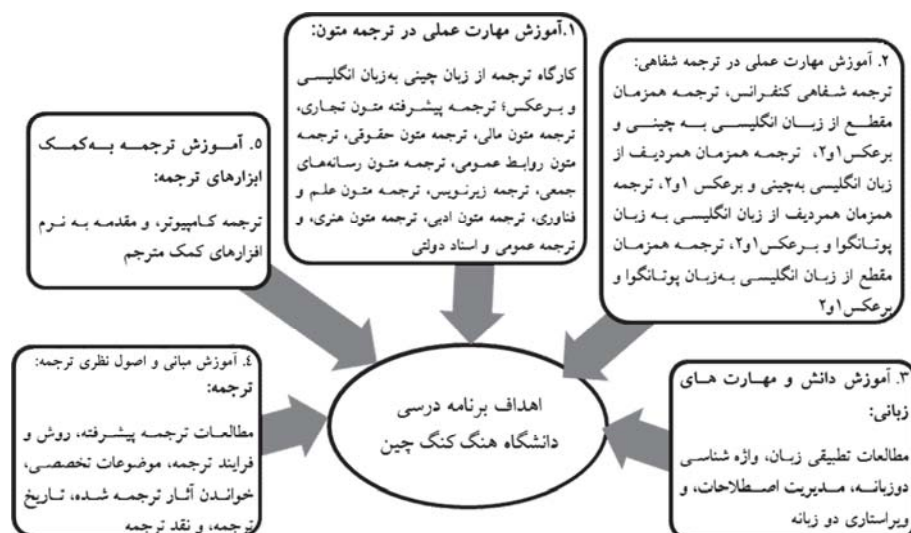 ۱.آموزش مهارت عملی در ترجمه متون:
کارگاه ترجمه از زبان چینی به‌زبان انگلیسی
و برعکس؛ ترجمه پیشرفته متون تجاری،
ترجمه متون مالی، ترجمه متون حقوقی، ترجمه
متون روابط عمومی، ترجمه متون رسانه‌های
جمعی، ترجمه زیرنویس، ترجمه متون علم و
فناوری، ترجمه متون ادبی، ترجمه متون هنری، و
ترجمه عمومی و اسناد دولتی
۲. آموزش مهارت عملی در ترجمه شفاهی:
ترجمه شفاهی کنفرانس، ترجمه همزمان
مقطع از زبان انگلیسی به چینی و
برعکس۱و۲، ترجمه همزمان همردیف از
زبان انگلیسی به‌چینی و برعکس ۱و۲، ترجمه
همزمان همردیف از زبان انگلیسی به زبان
پوتانگوا و برعکس۱و۲، ترجمه همزمان
مقطع از زبان انگلیسی به‌زبان پوتانگوا و
برعکس۱و۲
۳. آموزش دانش و مهارت های
زبانی:
مطالعات تطبیقی زبان، واژه شناسی
دوزبانه، مدیریت اصطلاحات، و
ویراستاری دو زبانه
۴. آموزش مبانی و اصول نظری ترجمه:
ترجمه:
مطالعات ترجمه پیشرفته، روش و
فرایند ترجمه، موضوعات تخصصی،
خواندن آثار ترجمه شده، تاریخ
ترجمه، و نقد ترجمه
۵. آموزش ترجمه به‌کمک
ابزارهای ترجمه:
ترجمه کامپیوتر، و مقدمه به نرم
افزارهای کمک مترجم
اهداف برنامه درسی
دانشگاه هنگ کنگ چین